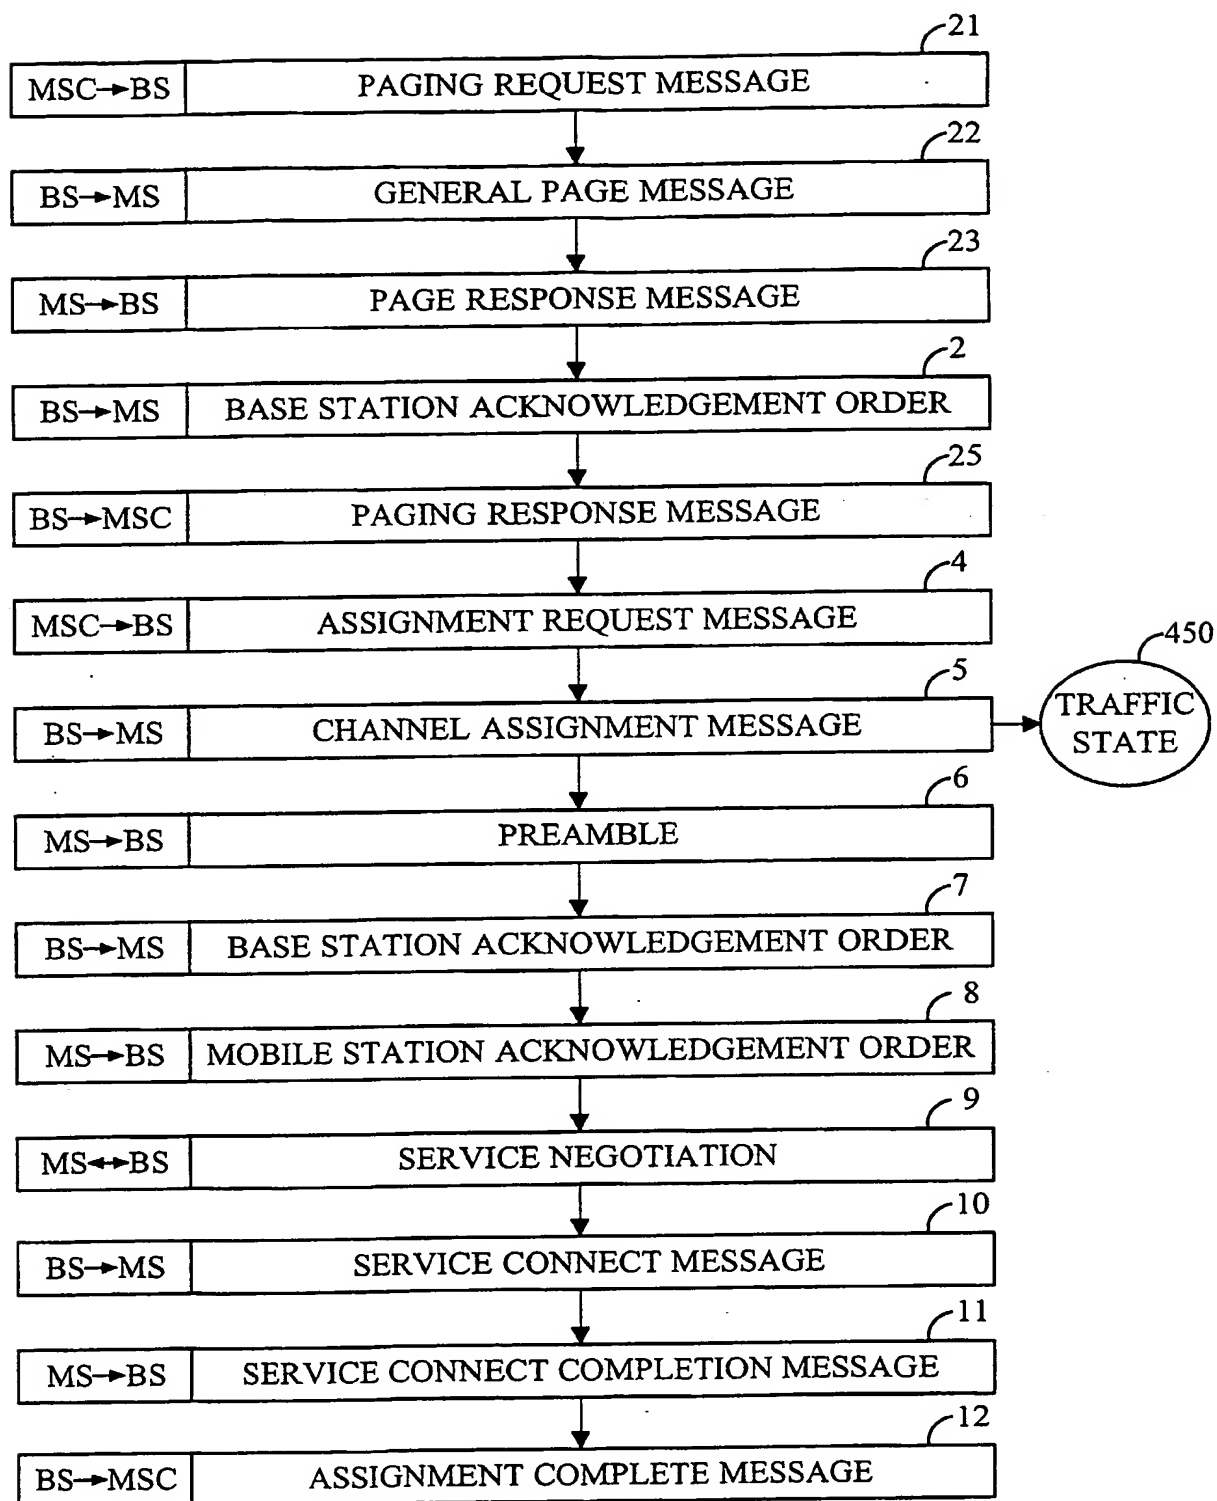 21
MSC→BS PAGING REQUEST MESSAGE
22
BS→MS GENERAL PAGE MESSAGE
23
MS→BS PAGE RESPONSE MESSAGE
2
BS→MS BASE STATION ACKNOWLEDGEMENT ORDER
25
BS→MSC PAGING RESPONSE MESSAGE
4
MSC→BS ASSIGNMENT REQUEST MESSAGE
450
5
BS→MS CHANNEL ASSIGNMENT MESSAGE
TRAFFIC
STATE
6
MS→BS PREAMBLE
7
BS→MS BASE STATION ACKNOWLEDGEMENT ORDER
8
MS→BS MOBILE STATION ACKNOWLEDGEMENT ORDER
9
MS↔BS SERVICE NEGOTIATION
10
BS→MS SERVICE CONNECT MESSAGE
11
MS→BS SERVICE CONNECT COMPLETION MESSAGE
12
BS→MSC ASSIGNMENT COMPLETE MESSAGE